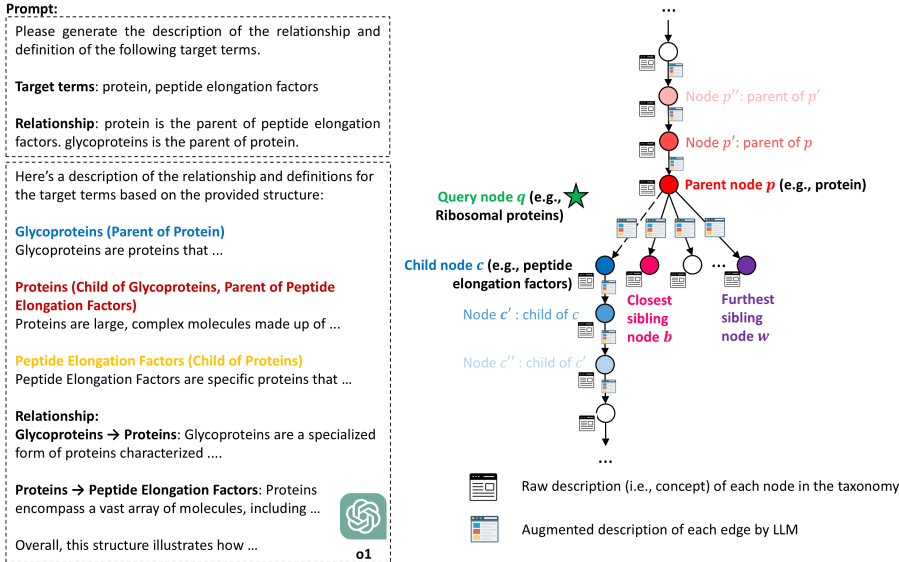 Prompt:
Please generate the description of the relationship and
definition of the following target terms.
Target terms: protein, peptide elongation factors
Relationship: protein is the parent of peptide elongation
factors. glycoproteins is the parent of protein.
Here's a description of the relationship and definitions for
the target terms based on the provided structure:
Glycoproteins (Parent of Protein)
Glycoproteins are proteins that ...
Proteins (Child of Glycoproteins, Parent of Peptide
Elongation Factors)
Proteins are large, complex molecules made up of ...
Peptide Elongation Factors (Child of Proteins)
Peptide Elongation Factors are specific proteins that ...
Relationship:
Glycoproteins → Proteins: Glycoproteins are a specialized
form of proteins characterized ....
Proteins → Peptide Elongation Factors: Proteins
encompass a vast array of molecules, including ...
Overall, this structure illustrates how ...
o1
...
Node p'': parent of p'
Node p': parent of p
Parent node p (e.g., protein)
Query node q (e.g.,
Ribosomal proteins)
Child node c (e.g., peptide
elongation factors)
...
Closest
sibling
node b
Furthest
sibling
node w
Node c' : child of c
Node c'' : child of c'
...
Raw description (i.e., concept) of each node in the taxonomy
Augmented description of each edge by LLM